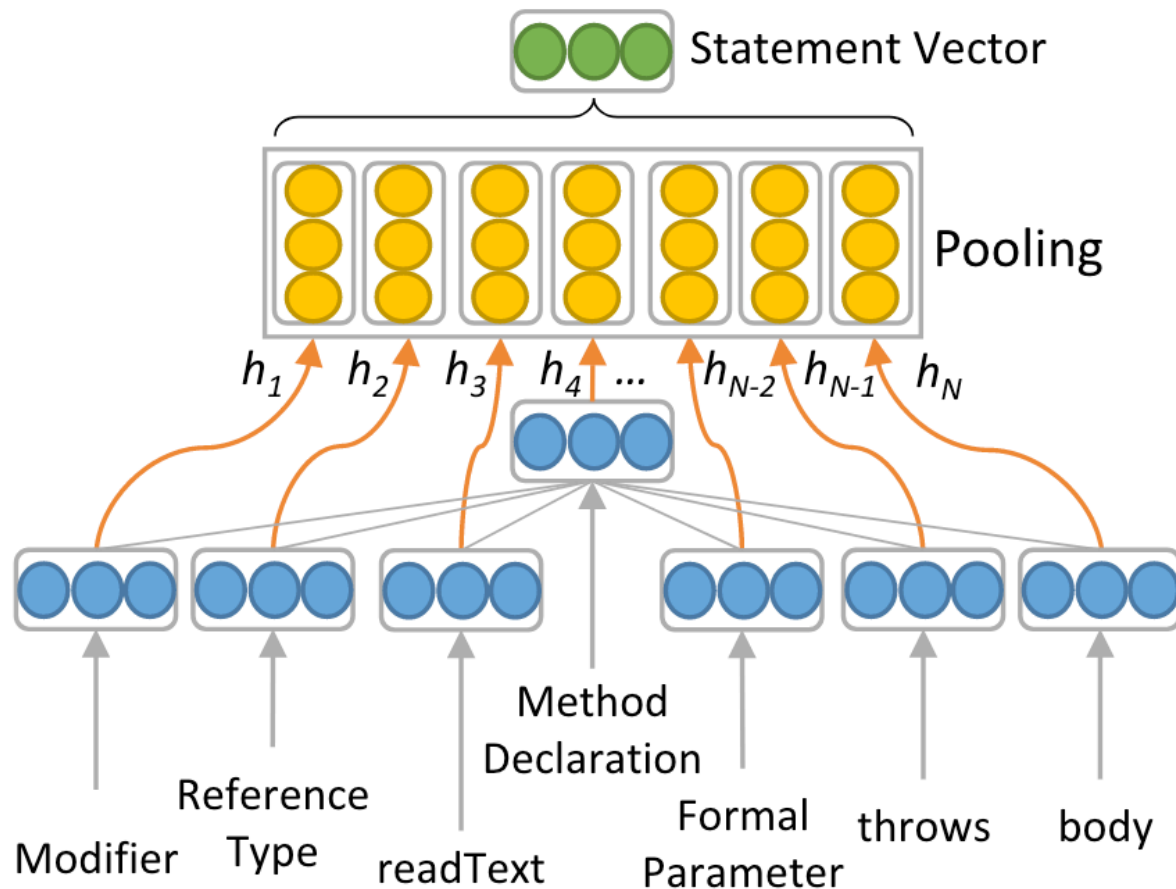 Statement Vector
Pooling
h1 h2 h3 h4 ... hN-2 hN-1 hN
Method
Declaration
Modifier
Reference
Type
readText
Formal
Parameter
throws
body